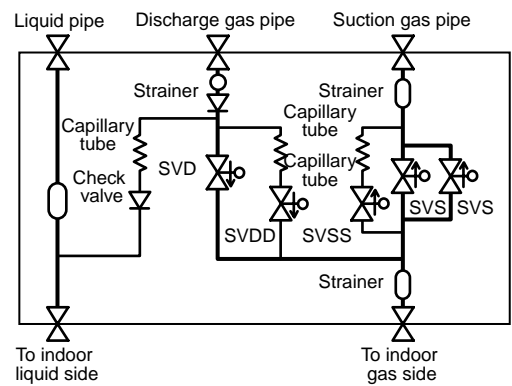 Liquid pipe
Discharge gas pipe
Suction gas pipe
Strainer
Strainer
Capillary
tube
Capillary
tube
SVD
Capillary
tube
Check
valve
SVS
SVS
SVDD
SVSS
Strainer
To indoor
liquid side
To indoor
gas side